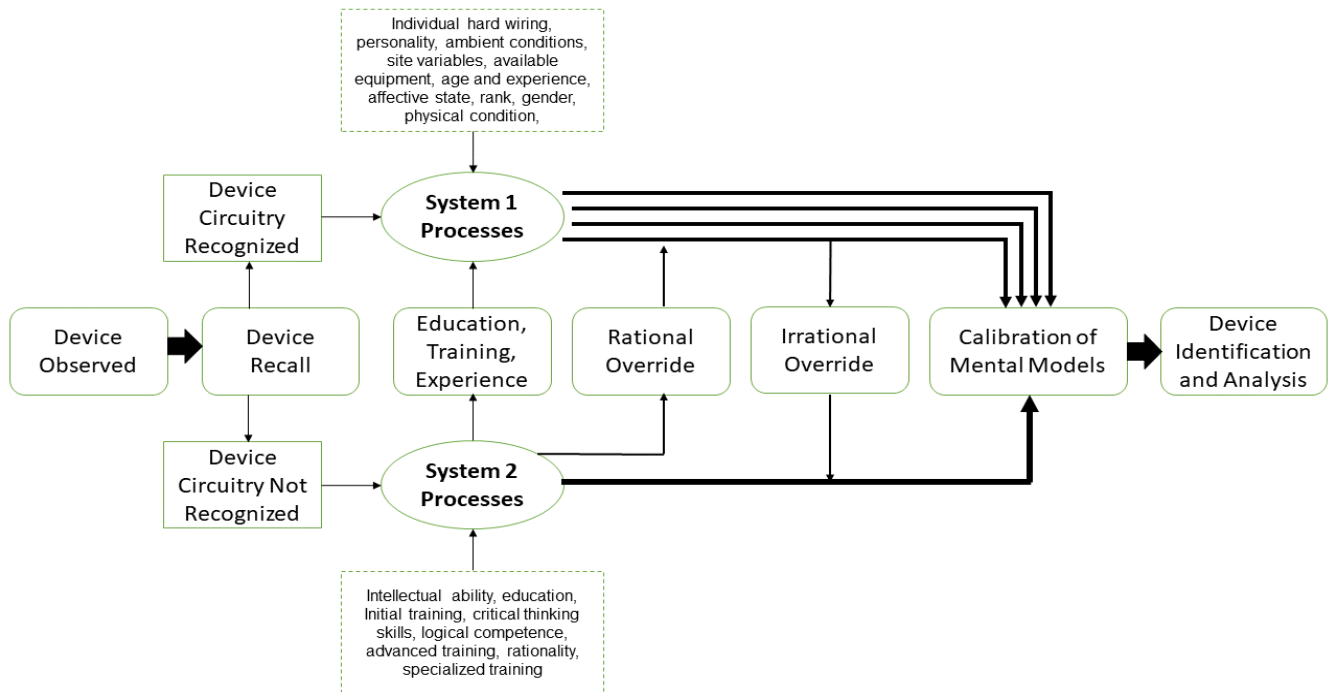 Individual hard wiring,
personality, ambient conditions,
site variables, available
equipment, age and experience,
affective state, rank, gender,
physical condition,
Device
Circuitry
Recognized
System 1
Processes
Device
Observed
Device
Recall
Education,
Training,
Experience
Rational
Override
Irrational
Override
Calibration of
Mental Models
Device
Identification
and Analysis
Device
Circuitry Not
Recognized
System 2
Processes
Intellectual ability, education,
Initial training, critical thinking
skills, logical competence,
advanced training, rationality,
specialized training